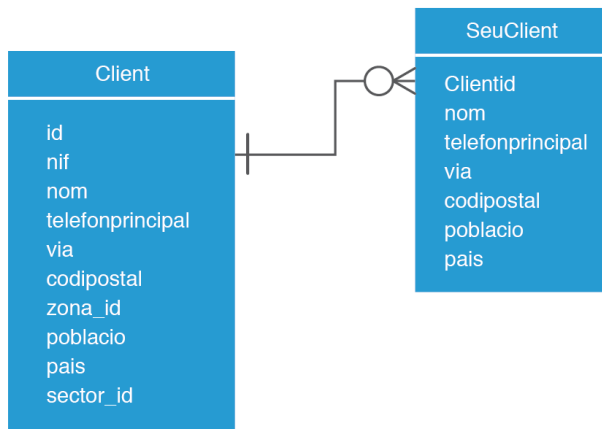 Client
id
nif
nom
telefonprincipal
via
codipostal
zona_id
poblacio
pais
sector_id
SeuClient
Clientid
nom
telefonprincipal
via
codipostal
poblacio
pais